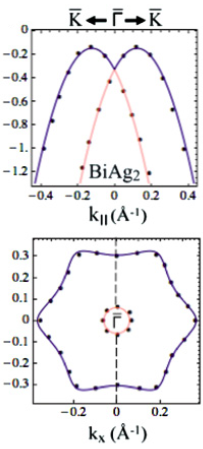 K̄ ← Γ̄ → K̄
0
−0.2
−0.4
−0.6
−0.8
−1.
−1.2
BiAg₂
−0.4 −0.2 0 0.2 0.4
k|| (Å⁻¹)
0.3
0.2
0.1
0
−0.1
−0.2
−0.3
Γ̄
−0.2 0 0.2
kₓ (Å⁻¹)